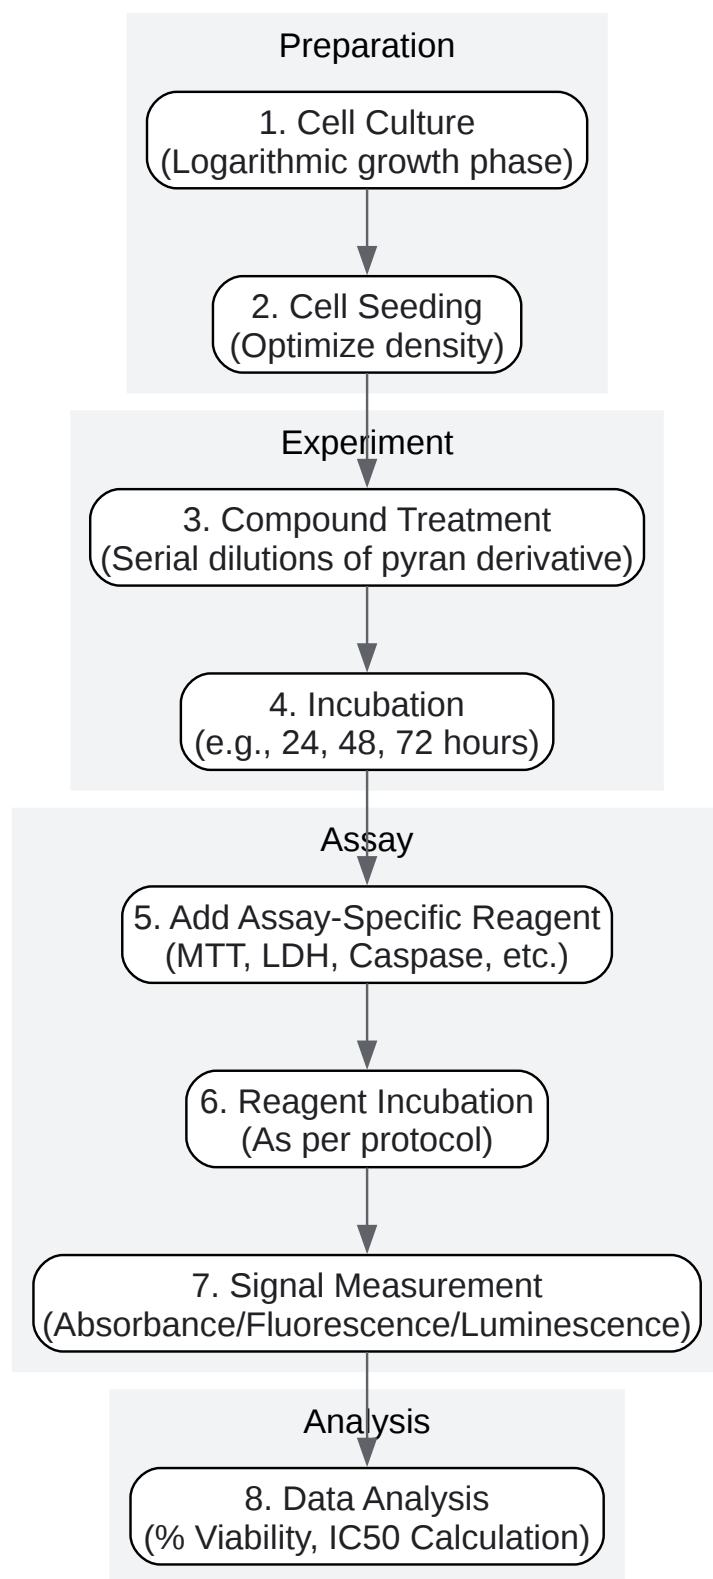 Preparation
1. Cell Culture
(Logarithmic growth phase)
2. Cell Seeding
(Optimize density)
Experiment
3. Compound Treatment
(Serial dilutions of pyran derivative)
4. Incubation
(e.g., 24, 48, 72 hours)
Assay
5. Add Assay-Specific Reagent
(MTT, LDH, Caspase, etc.)
6. Reagent Incubation
(As per protocol)
7. Signal Measurement
(Absorbance/Fluorescence/Luminescence)
Analysis
8. Data Analysis
(% Viability, IC50 Calculation)